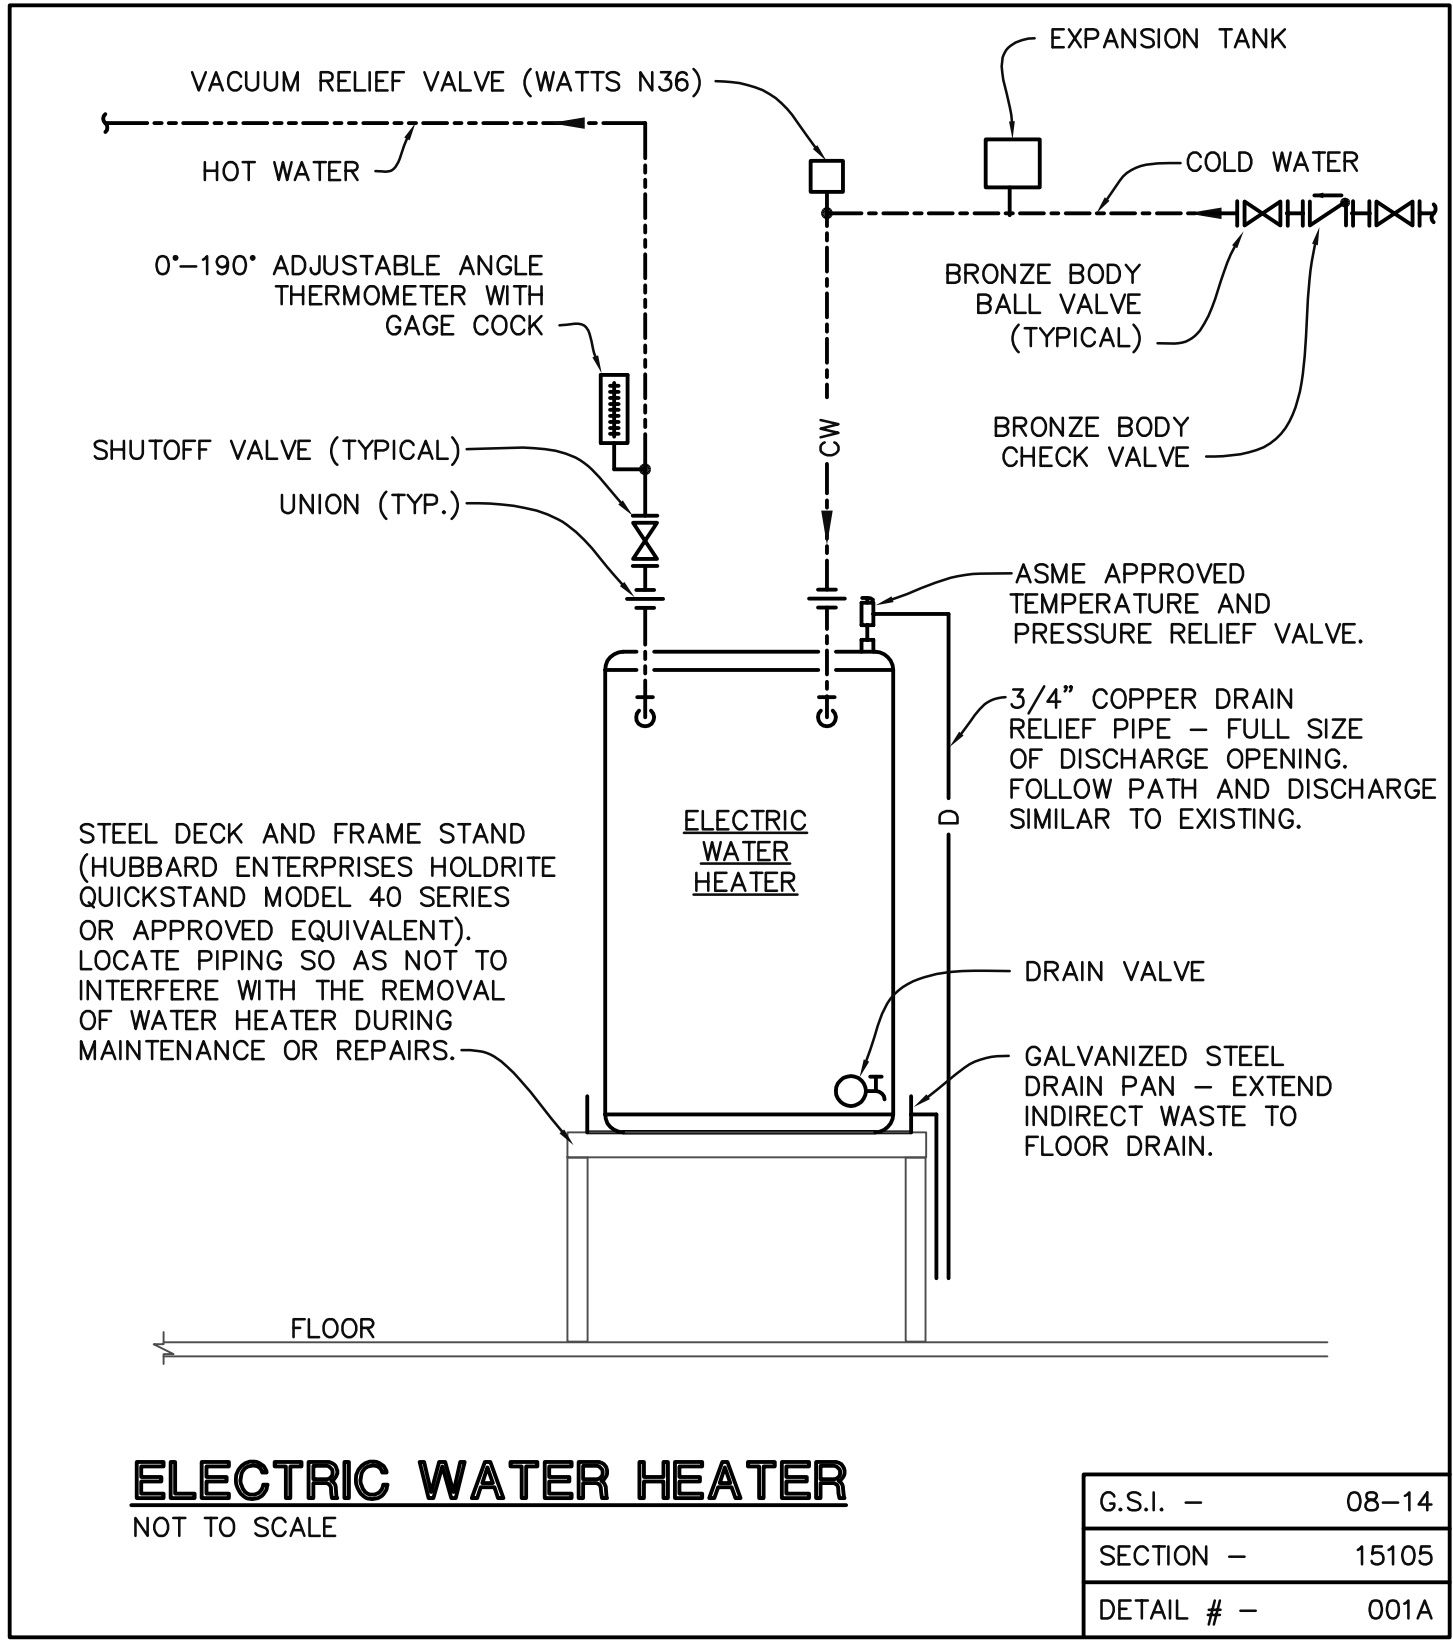 EXPANSION TANK
VACUUM RELIEF VALVE (WATTS N36)
HOT WATER
COLD WATER
0°–190° ADJUSTABLE ANGLE
THERMOMETER WITH
GAGE COCK
BRONZE BODY
BALL VALVE
(TYPICAL)
SHUTOFF VALVE (TYPICAL)
CW
BRONZE BODY
CHECK VALVE
UNION (TYP.)
ASME APPROVED
TEMPERATURE AND
PRESSURE RELIEF VALVE.
3/4” COPPER DRAIN
RELIEF PIPE – FULL SIZE
OF DISCHARGE OPENING.
FOLLOW PATH AND DISCHARGE
SIMILAR TO EXISTING.
D
ELECTRIC
WATER
HEATER
STEEL DECK AND FRAME STAND
(HUBBARD ENTERPRISES HOLDRITE
QUICKSTAND MODEL 40 SERIES
OR APPROVED EQUIVALENT).
LOCATE PIPING SO AS NOT TO
INTERFERE WITH THE REMOVAL
OF WATER HEATER DURING
MAINTENANCE OR REPAIRS.
DRAIN VALVE
GALVANIZED STEEL
DRAIN PAN – EXTEND
INDIRECT WASTE TO
FLOOR DRAIN.
FLOOR
ELECTRIC WATER HEATER
NOT TO SCALE
G.S.I. – 08–14
SECTION – 15105
DETAIL # – 001A